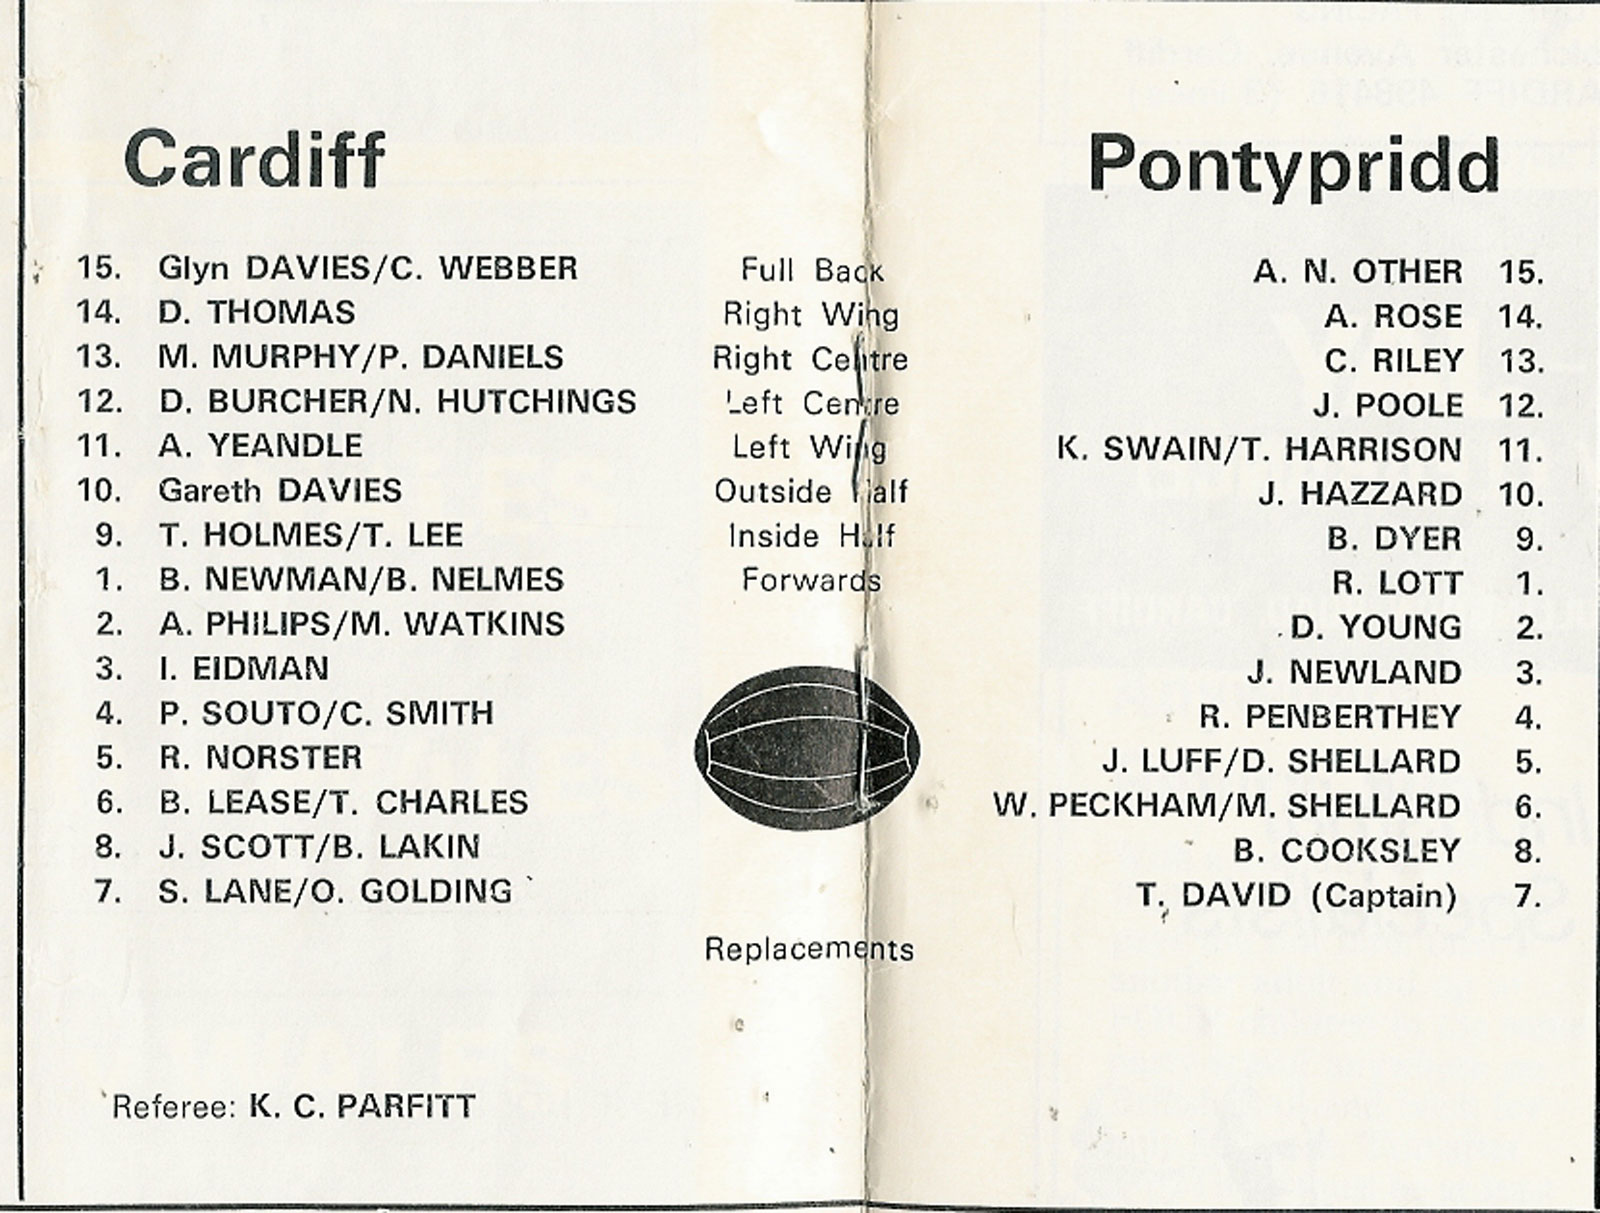 Cardiff
Pontypridd
15. Glyn DAVIES/C. WEBBER Full Back A. N. OTHER 15.
14. D. THOMAS Right Wing A. ROSE 14.
13. M. MURPHY/P. DANIELS Right Centre C. RILEY 13.
12. D. BURCHER/N. HUTCHINGS Left Centre J. POOLE 12.
11. A. YEANDLE Left Wing K. SWAIN/T. HARRISON 11.
10. Gareth DAVIES Outside Half J. HAZZARD 10.
9. T. HOLMES/T. LEE Inside Half B. DYER 9.
1. B. NEWMAN/B. NELMES Forwards R. LOTT 1.
2. A. PHILIPS/M. WATKINS D. YOUNG 2.
3. I. EIDMAN J. NEWLAND 3.
4. P. SOUTO/C. SMITH R. PENBERTHEY 4.
5. R. NORSTER J. LUFF/D. SHELLARD 5.
6. B. LEASE/T. CHARLES W. PECKHAM/M. SHELLARD 6.
8. J. SCOTT/B. LAKIN B. COOKSLEY 8.
7. S. LANE/O. GOLDING T. DAVID (Captain) 7.
Replacements
Referee: K. C. PARFITT